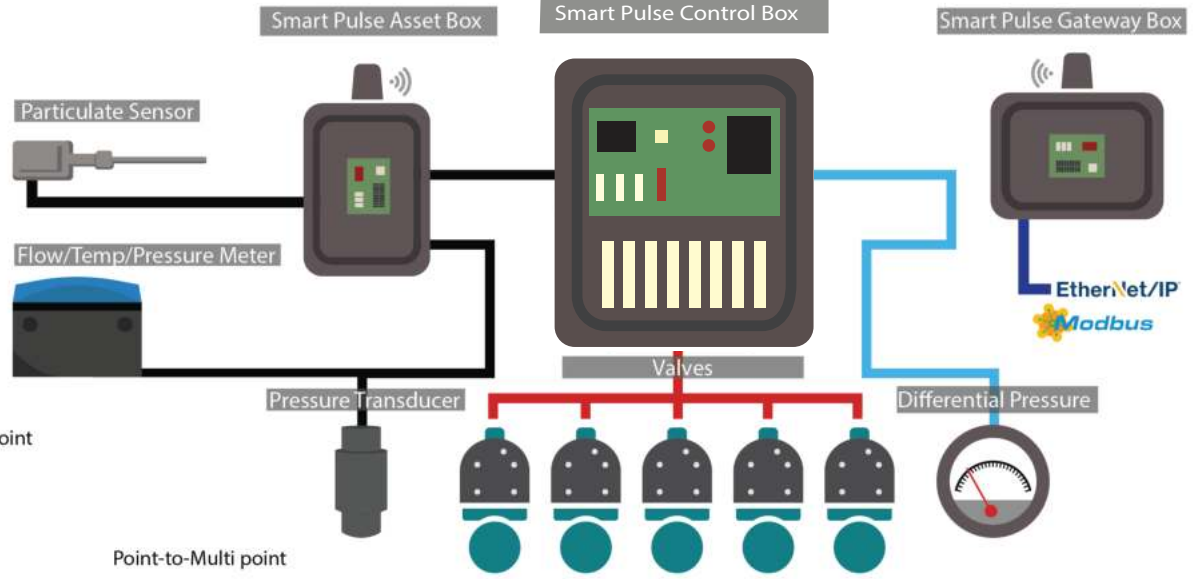 Smart Pulse Asset Box
Smart Pulse Control Box
Smart Pulse Gateway Box
Particulate Sensor
Flow/Temp/Pressure Meter
EtherNet/IP
Modbus
Valves
Pressure Transducer
Differential Pressure
oint
Point-to-Multi point